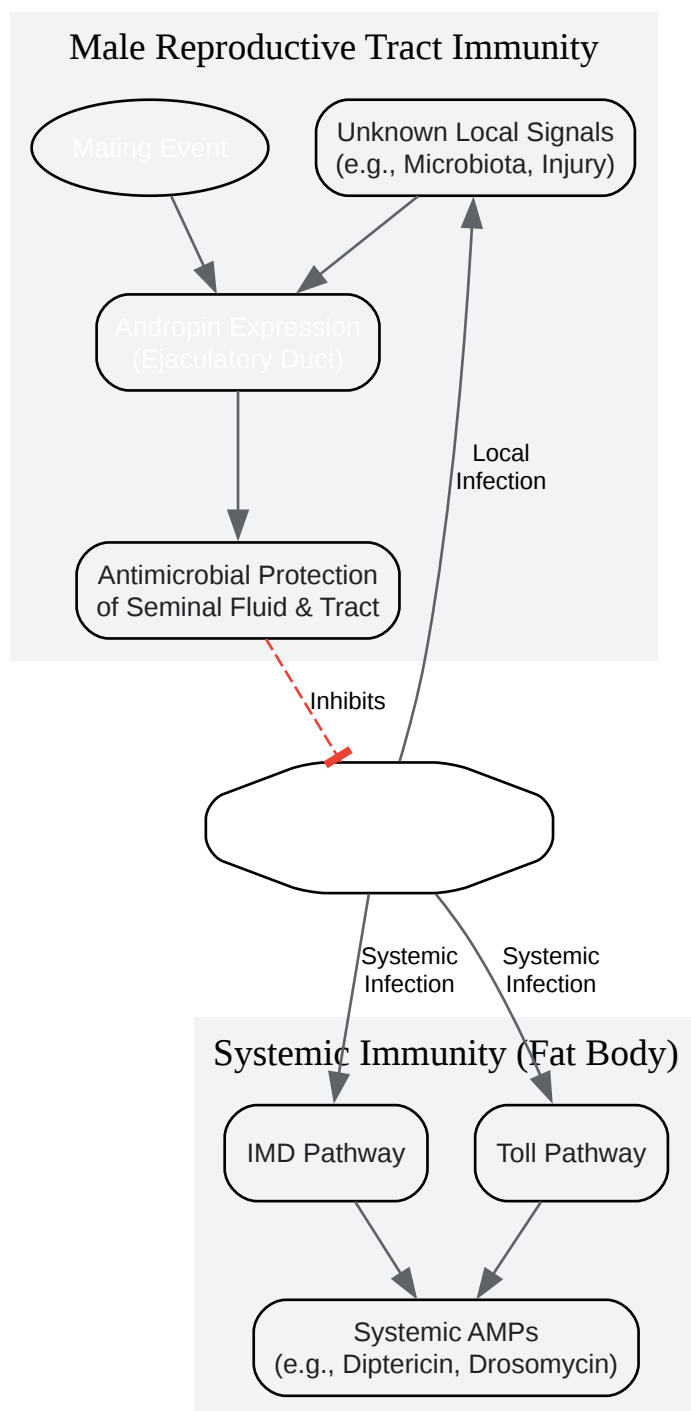 Male Reproductive Tract Immunity
Mating Event
Unknown Local Signals
(e.g., Microbiota, Injury)
Andropin Expression
(Ejaculatory Duct)
Local
Infection
Antimicrobial Protection
of Seminal Fluid & Tract
Inhibits
Systemic
Infection
Systemic
Infection
Systemic Immunity (Fat Body)
IMD Pathway
Toll Pathway
Systemic AMPs
(e.g., Diptericin, Drosomycin)